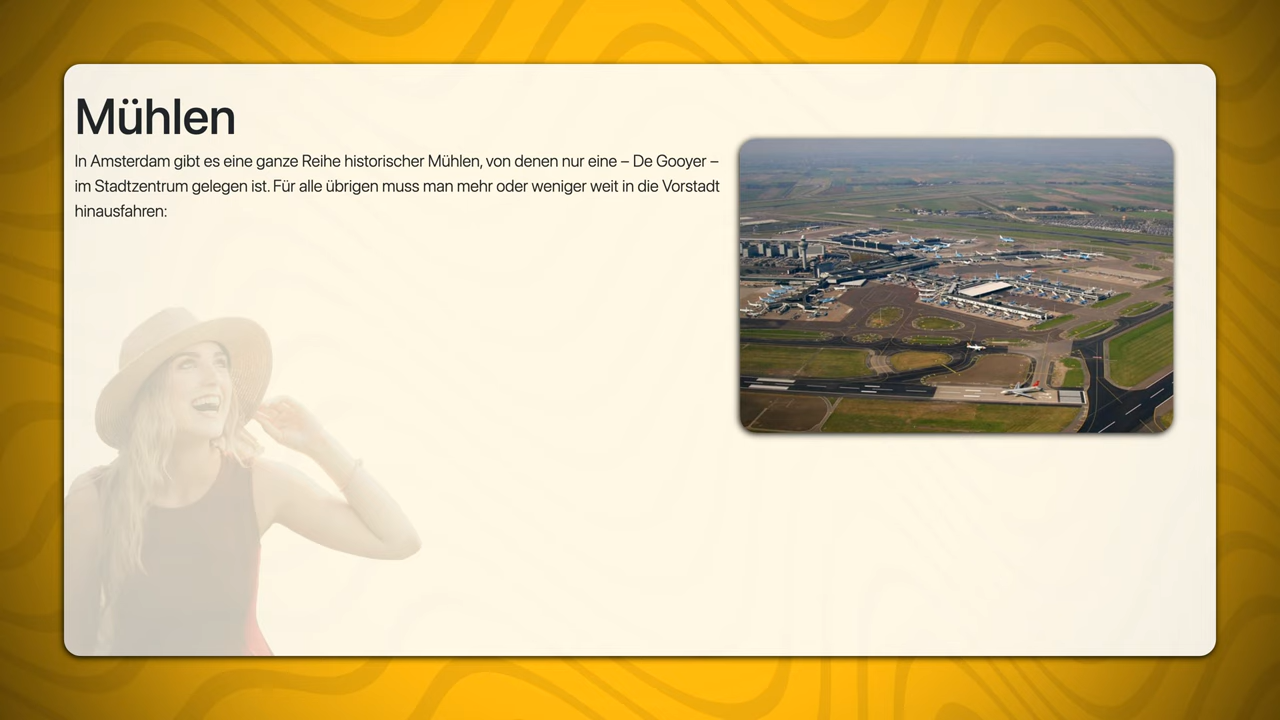 Mühlen
In Amsterdam gibt es eine ganze Reihe historischer Mühlen, von denen nur eine – De Gooyer –
im Stadtzentrum gelegen ist. Für alle übrigen muss man mehr oder weniger weit in die Vorstadt
hinausfahren: